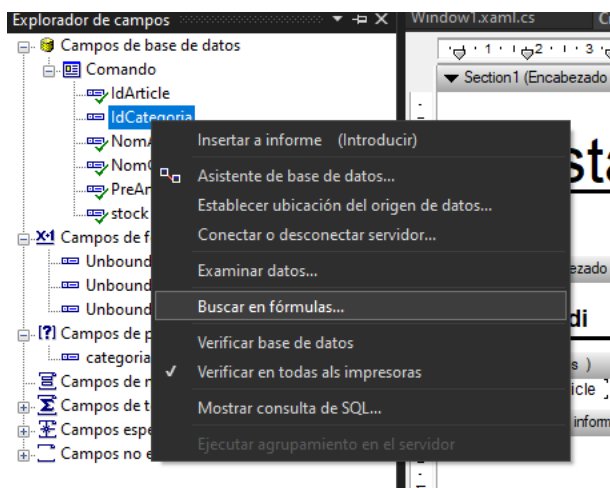 Explorador de campos
Window1.xaml.cs
Campos de base de datos
Comando
IdArticle
IdCategoria
Insertar a informe (Introducir)
Asistente de base de datos...
Establecer ubicación del origen de datos...
Conectar o desconectar servidor...
Examinar datos...
Buscar en fórmulas...
Verificar base de datos
Verificar en todas als impresoras
Mostrar consulta de SQL...
Ejecutar agrupamiento en el servidor
stock
Campos de
Unbound
Unbound
Unbound
Campos de
categoria
Campos de
Campos de
Campos
Campos no
1 2 3
Section1 (Encabezado